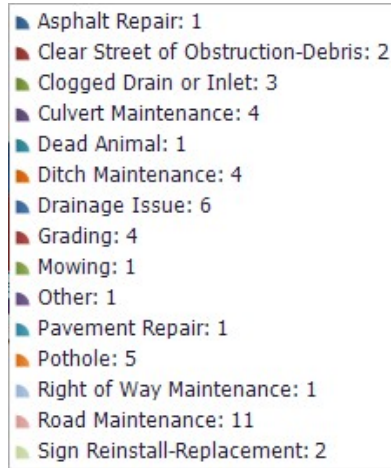 Asphalt Repair: 1
Clear Street of Obstruction-Debris: 2
Clogged Drain or Inlet: 3
Culvert Maintenance: 4
Dead Animal: 1
Ditch Maintenance: 4
Drainage Issue: 6
Grading: 4
Mowing: 1
Other: 1
Pavement Repair: 1
Pothole: 5
Right of Way Maintenance: 1
Road Maintenance: 11
Sign Reinstall-Replacement: 2